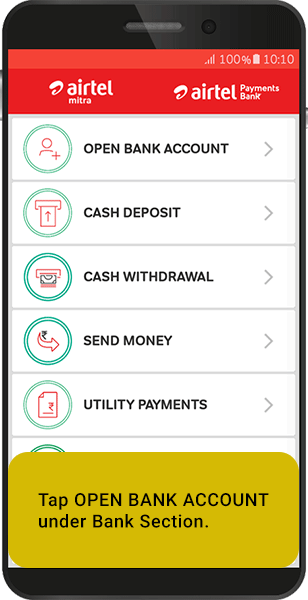 100% 10:10
airtel
mitra
airtel Payments Bank
OPEN BANK ACCOUNT
CASH DEPOSIT
CASH WITHDRAWAL
SEND MONEY
UTILITY PAYMENTS
Tap OPEN BANK ACCOUNT
under Bank Section.